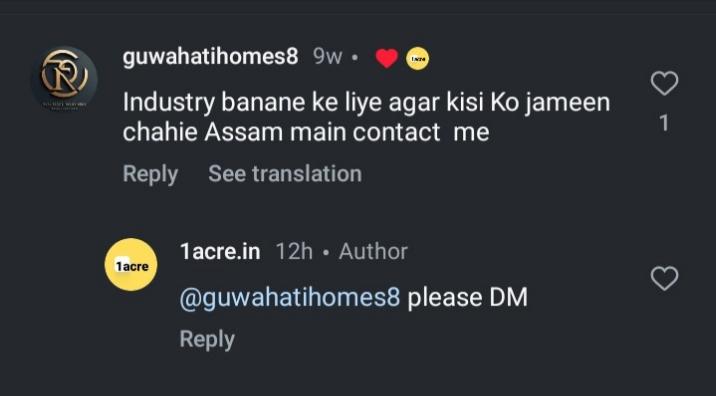 guwahatihomes8 9w • 1acre
Industry banane ke liye agar kisi Ko jameen
chahie Assam main contact me
1
Reply See translation
1acre.in 12h • Author
1acre
@guwahatihomes8 please DM
Reply